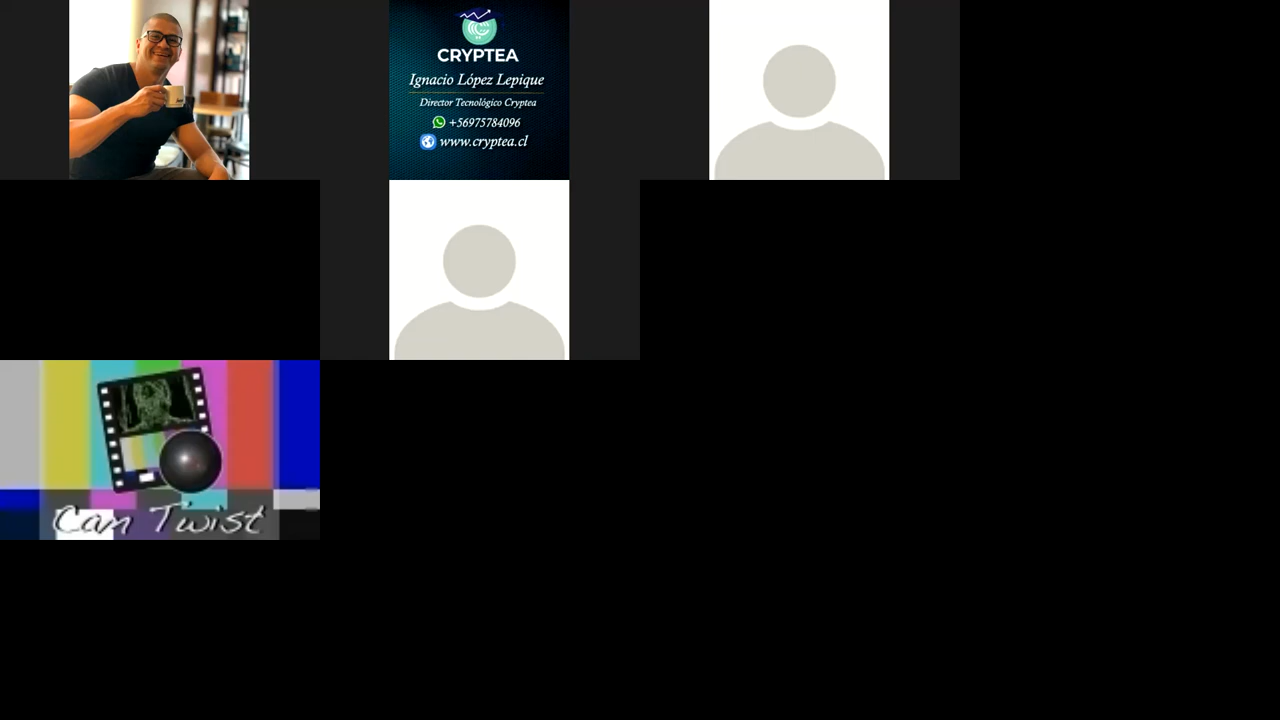 CRYPTEA
Ignacio López Lepique
Director Tecnológico Cryptea
+56975784096
www.cryptea.cl
Cam Twist